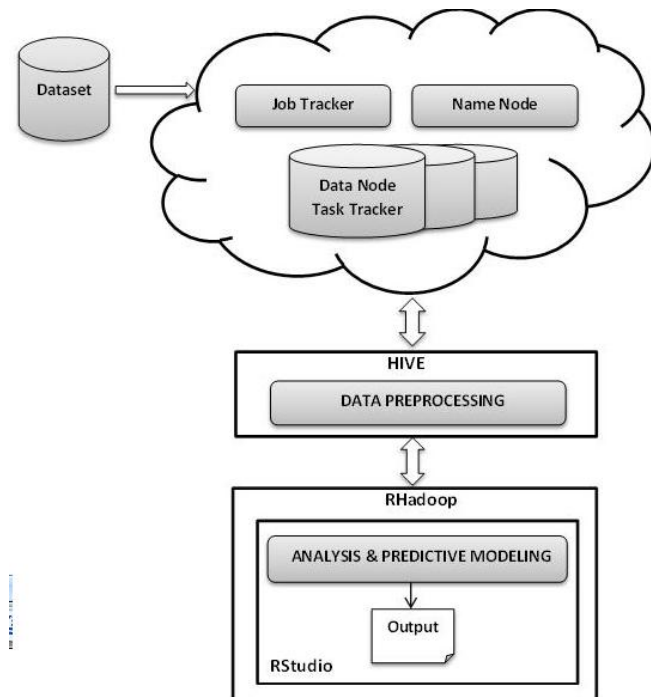 Dataset
Job Tracker
Name Node
Data Node
Task Tracker
HIVE
DATA PREPROCESSING
RHadoop
ANALYSIS & PREDICTIVE MODELING
Output
RStudio